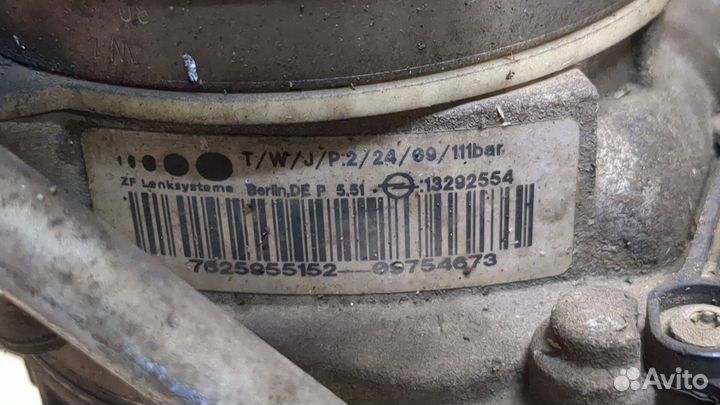 T/W/J/P:2/24/09/111bar
ZF Lenksysteme Berlin,DE P 5.51 13292554
7625955152 09754673
Avito